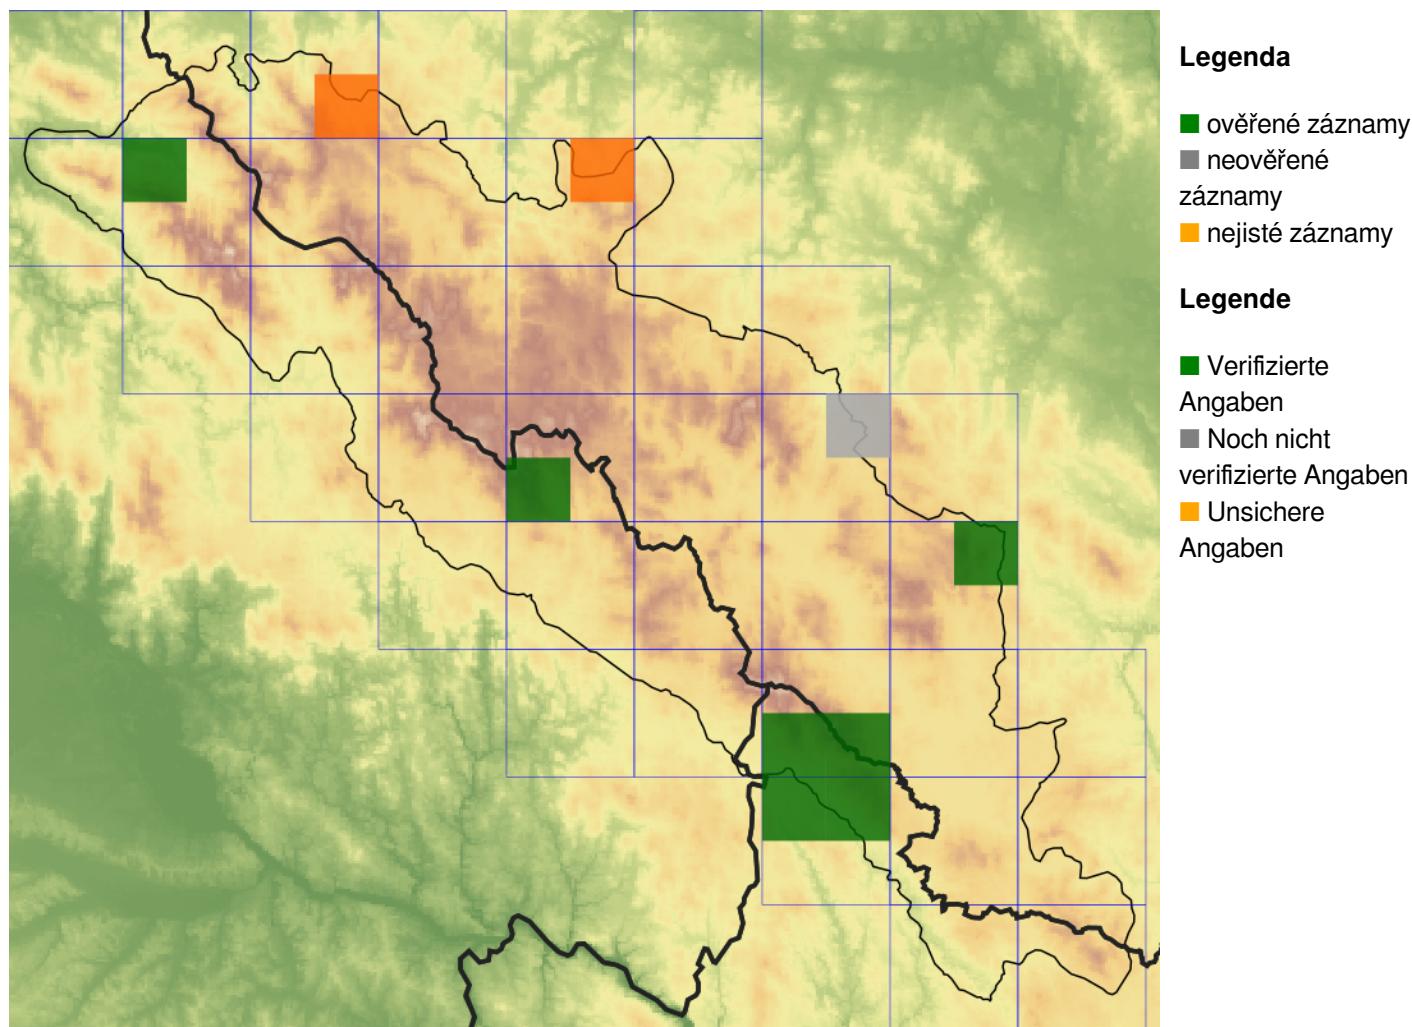 Legenda
ověřené záznamy
neověřené
záznamy
nejisté záznamy
Legende
Verifizierte
Angaben
Noch nicht
verifizierte Angaben
Unsichere
Angaben